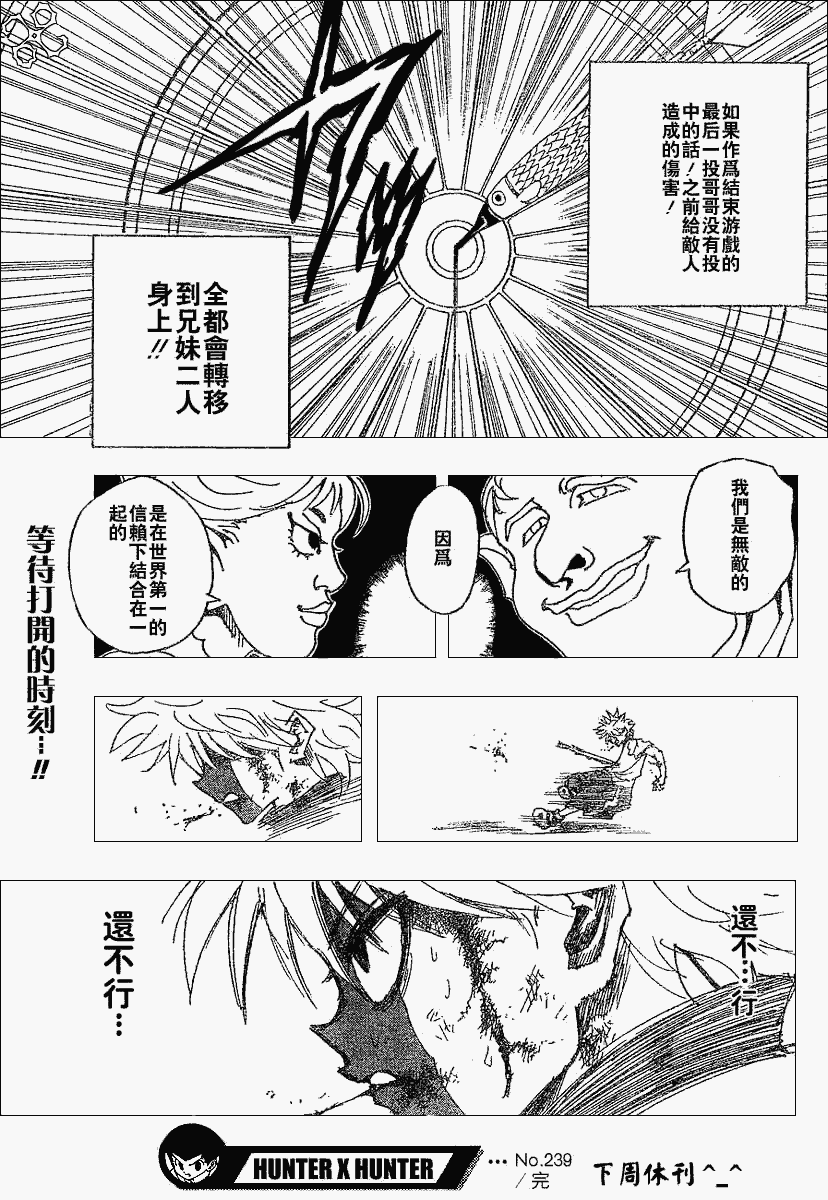 如果作爲結束游戲的
最后一投哥哥没有投
中的話！之前給敵人
造成的傷害！
全都會轉移
到兄妹二人
身上!!
我們是無敵的
因爲
是在世界第一的
信賴下結合在一
起的
等待打開的時刻…!!
還不…行
還不行…
HUNTER X HUNTER
… No.239
/ 完
下周休刊 ^_^